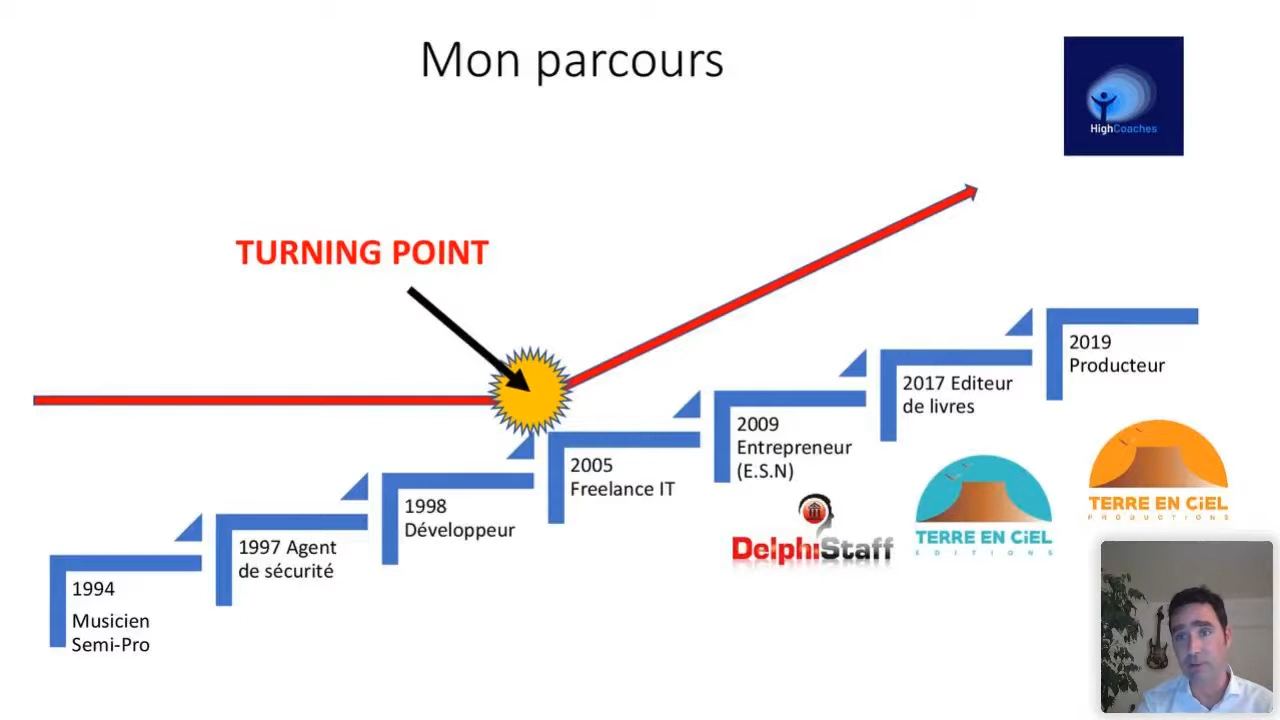 Mon parcours
HighCoaches
TURNING POINT
1994
Musicien
Semi-Pro
1997 Agent
de sécurité
1998
Développeur
2005
Freelance IT
2009
Entrepreneur
(E.S.N)
DelphiStaff
2017 Editeur
de livres
TERRE EN CiEL
EDITIONS
2019
Producteur
TERRE EN CiEL
PRODUCTIONS